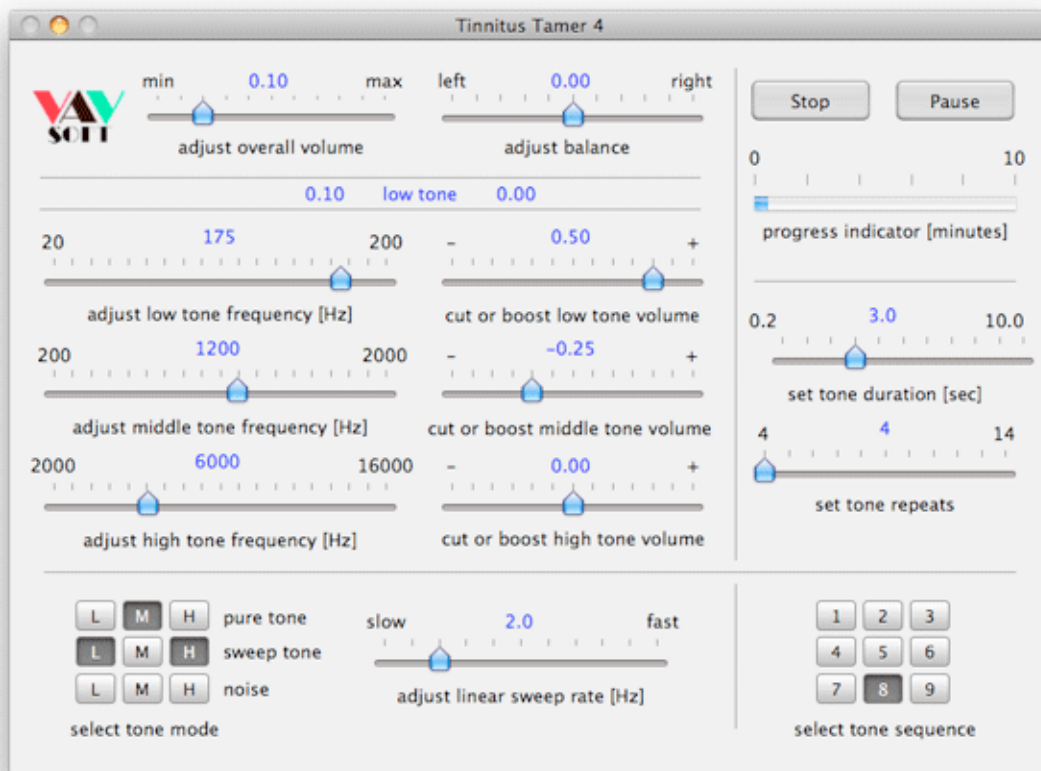 Tinnitus Tamer 4
min 0.10 max
left 0.00 right
Stop Pause
VAV
SOFT
adjust overall volume
adjust balance
0 10
progress indicator [minutes]
0.10 low tone 0.00
20 175 200
- 0.50 +
adjust low tone frequency [Hz]
cut or boost low tone volume
0.2 3.0 10.0
set tone duration [sec]
200 1200 2000
- -0.25 +
adjust middle tone frequency [Hz]
cut or boost middle tone volume
4 4 14
set tone repeats
2000 6000 16000
- 0.00 +
adjust high tone frequency [Hz]
cut or boost high tone volume
L M H pure tone
L M H sweep tone
L M H noise
select tone mode
slow 2.0 fast
adjust linear sweep rate [Hz]
1 2 3
4 5 6
7 8 9
select tone sequence